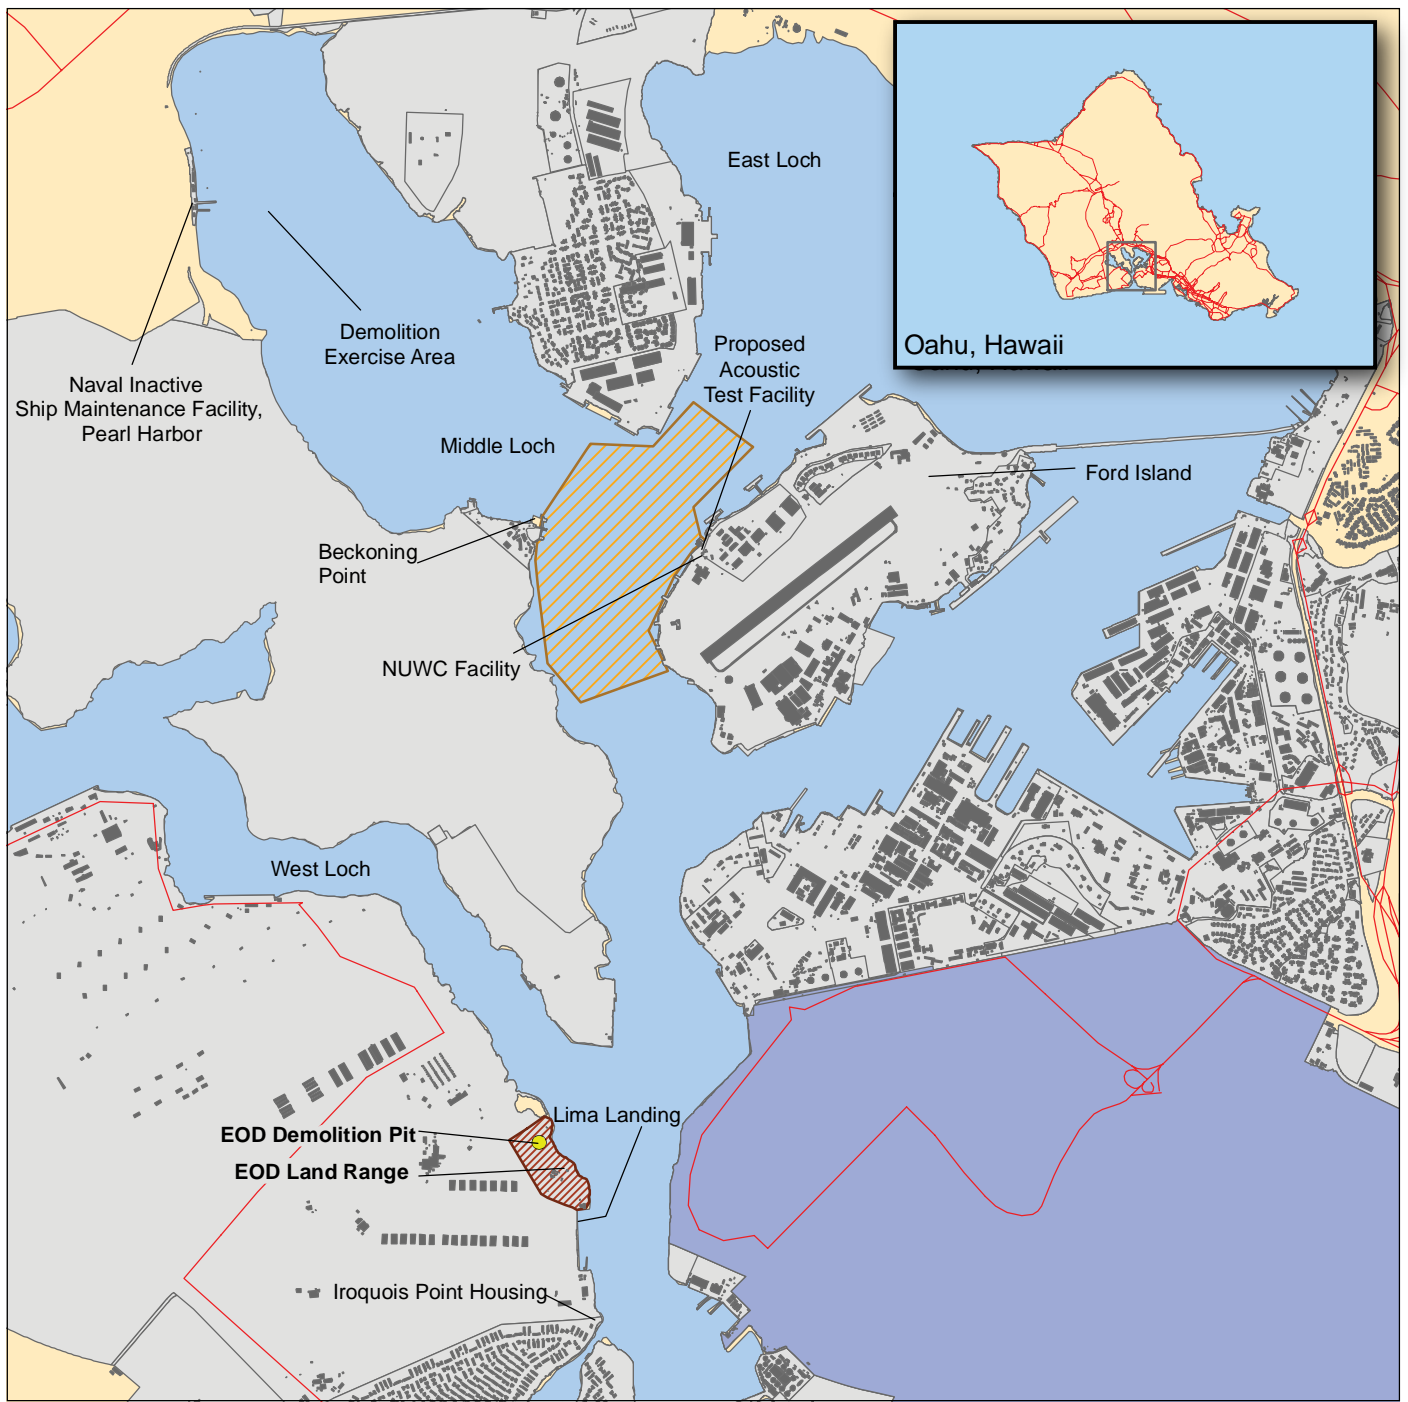 East Loch
Oahu, Hawaii
Demolition
Exercise Area
Proposed
Acoustic
Test Facility
Naval Inactive
Ship Maintenance Facility,
Pearl Harbor
Middle Loch
Ford Island
Beckoning
Point
NUWC Facility
West Loch
Lima Landing
EOD Demolition Pit
EOD Land Range
Iroquois Point Housing